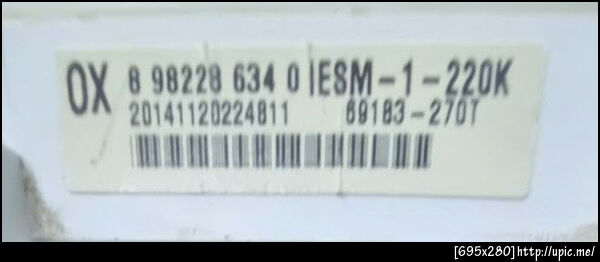 OX 8 98228 634 0 IESM-1-220K
20141120224811 69183-270T
[695x280]http://upic.me/